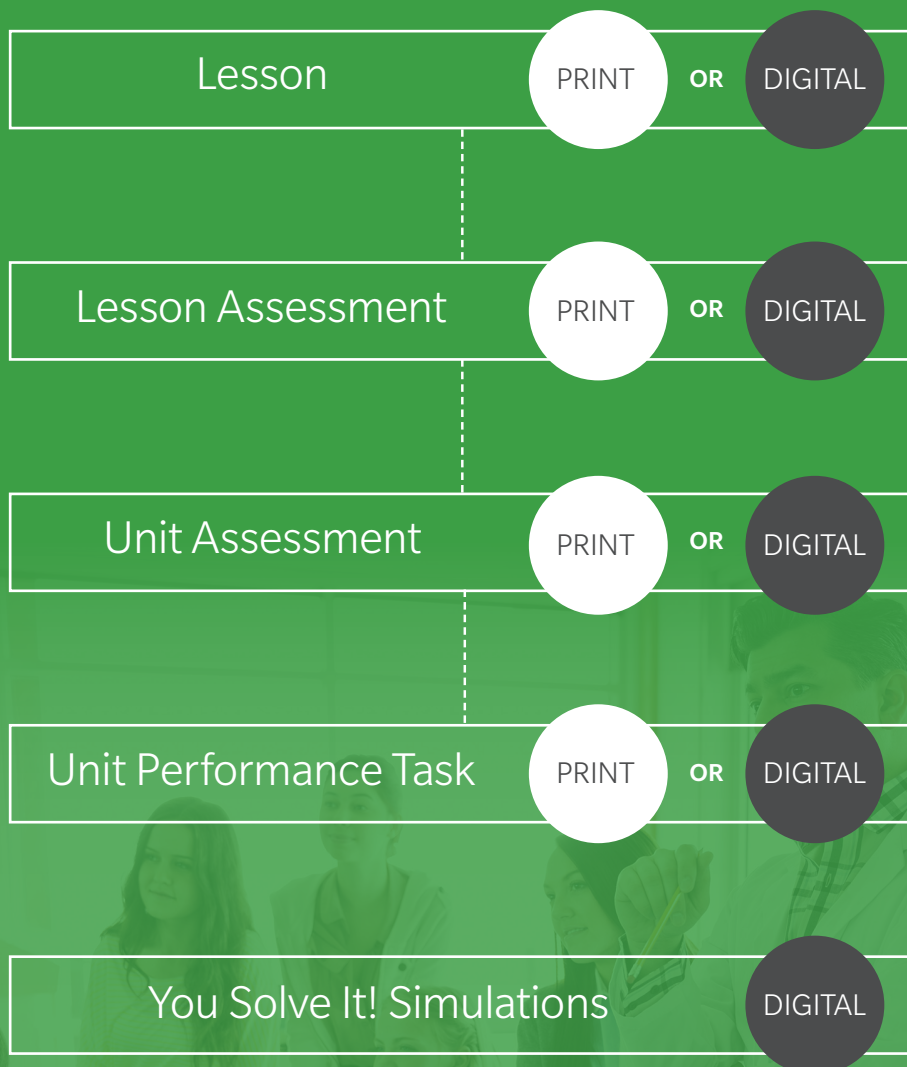 Lesson PRINT OR DIGITAL
Lesson Assessment PRINT OR DIGITAL
Unit Assessment PRINT OR DIGITAL
Unit Performance Task PRINT OR DIGITAL
You Solve It! Simulations DIGITAL